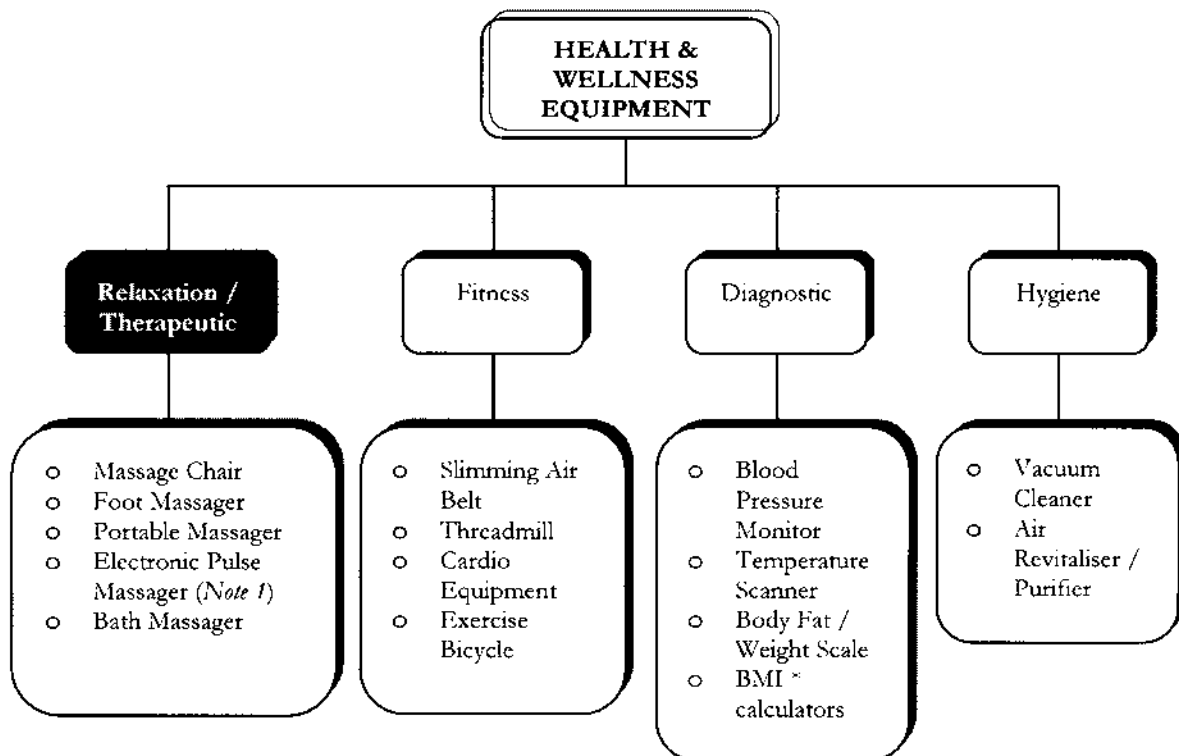 HEALTH &
WELLNESS
EQUIPMENT
Relaxation /
Therapeutic
Fitness
Diagnostic
Hygiene
o Massage Chair
o Foot Massager
o Portable Massager
o Electronic Pulse
Massager (Note 1)
o Bath Massager
o Slimming Air
Belt
o Threadmill
o Cardio
Equipment
o Exercise
Bicycle
o Blood
Pressure
Monitor
o Temperature
Scanner
o Body Fat /
Weight Scale
o BMI *
calculators
o Vacuum
Cleaner
o Air
Revitaliser /
Purifier